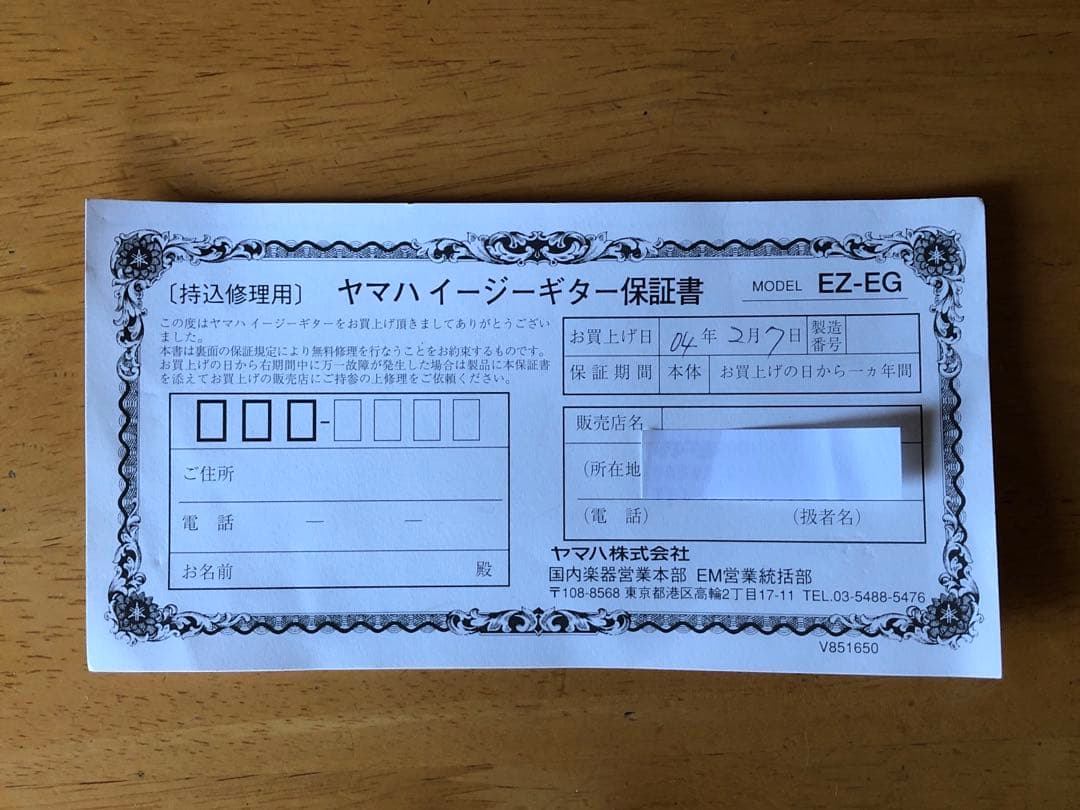 〔持込修理用〕 ヤマハ イージーギター保証書 MODEL EZ-EG
この度はヤマハ イージーギターをお買上げ頂きましてありがとうござい
ました。
本書は裏面の保証規定により無料修理を行なうことをお約束するものです。
お買上げの日から右期間中に万一故障が発生した場合は製品に本保証書
を添えてお買上げの販売店にご持参の上修理をご依頼ください。
お買上げ日 04年 2月7日 製造番号
保証期間 本体 お買上げの日から一ヵ年間
ご住所
電 話 — —
お名前 殿
販売店名
(所在地
(電 話) (扱者名)
ヤマハ株式会社
国内楽器営業本部 EM営業統括部
〒108-8568 東京都港区高輪2丁目17-11 TEL.03-5488-5476
V851650